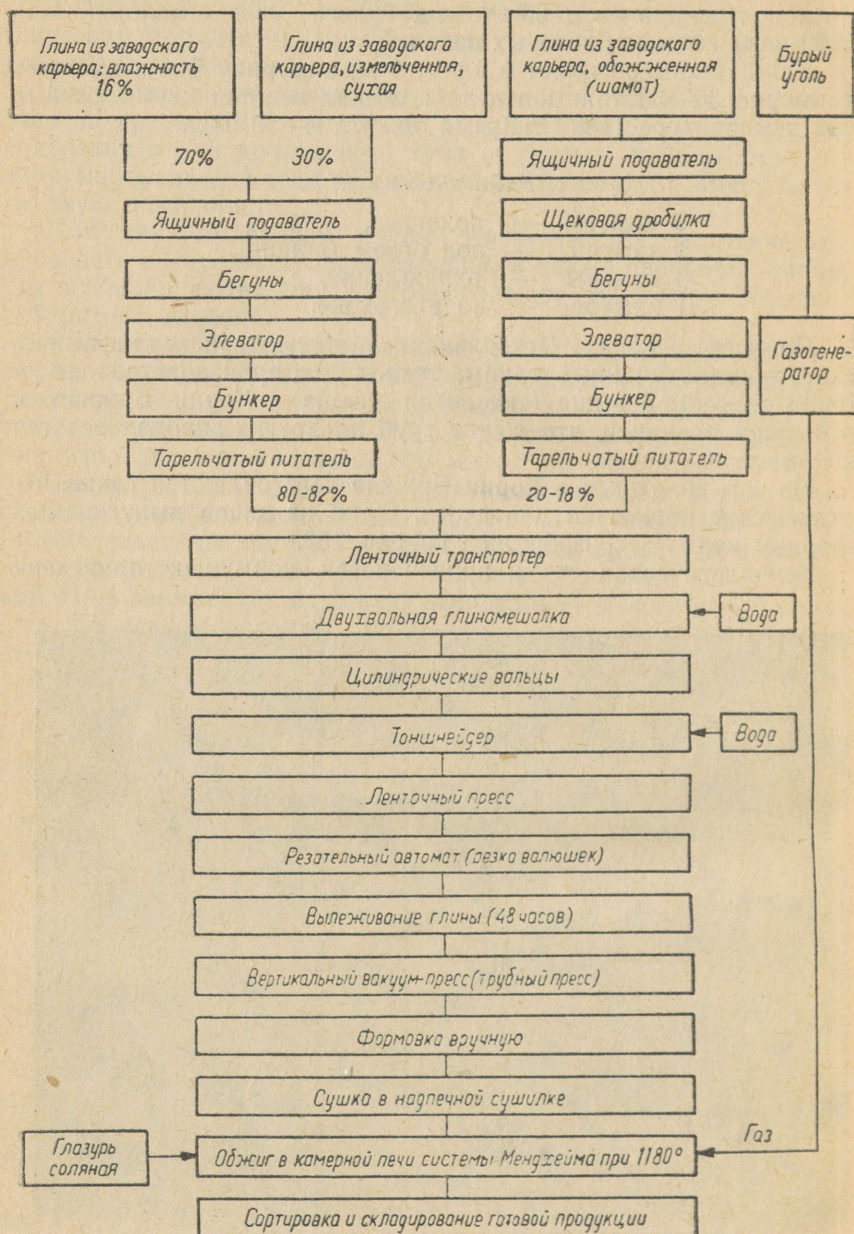 Глина из заводского
карьера; влажность
16%
Глина из заводского
карьера, измельченная,
сухая
Глина из заводского
карьера, обожженная
(шамот)
Бурый
уголь
70%
30%
Ящичный подаватель
Ящичный подаватель
Щековая дробилка
Бегуны
Бегуны
Элеватор
Элеватор
Газогене-
ратор
Бункер
Бункер
Тарельчатый питатель
Тарельчатый питатель
80-82%
20-18%
Ленточный транспортер
Двухвальная глиномешалка
Вода
Цилиндрические вальцы
Тоншнейдер
Вода
Ленточный пресс
Резательный автомат (резка валюшек)
Вылеживание глины (48 часов)
Вертикальный вакуум-пресс (трубный пресс)
Формовка вручную
Сушка в надпечной сушилке
Глазурь
соляная
Обжиг в камерной печи системы Мендхейма при 1180°
Газ
Сортировка и складирование готовой продукции